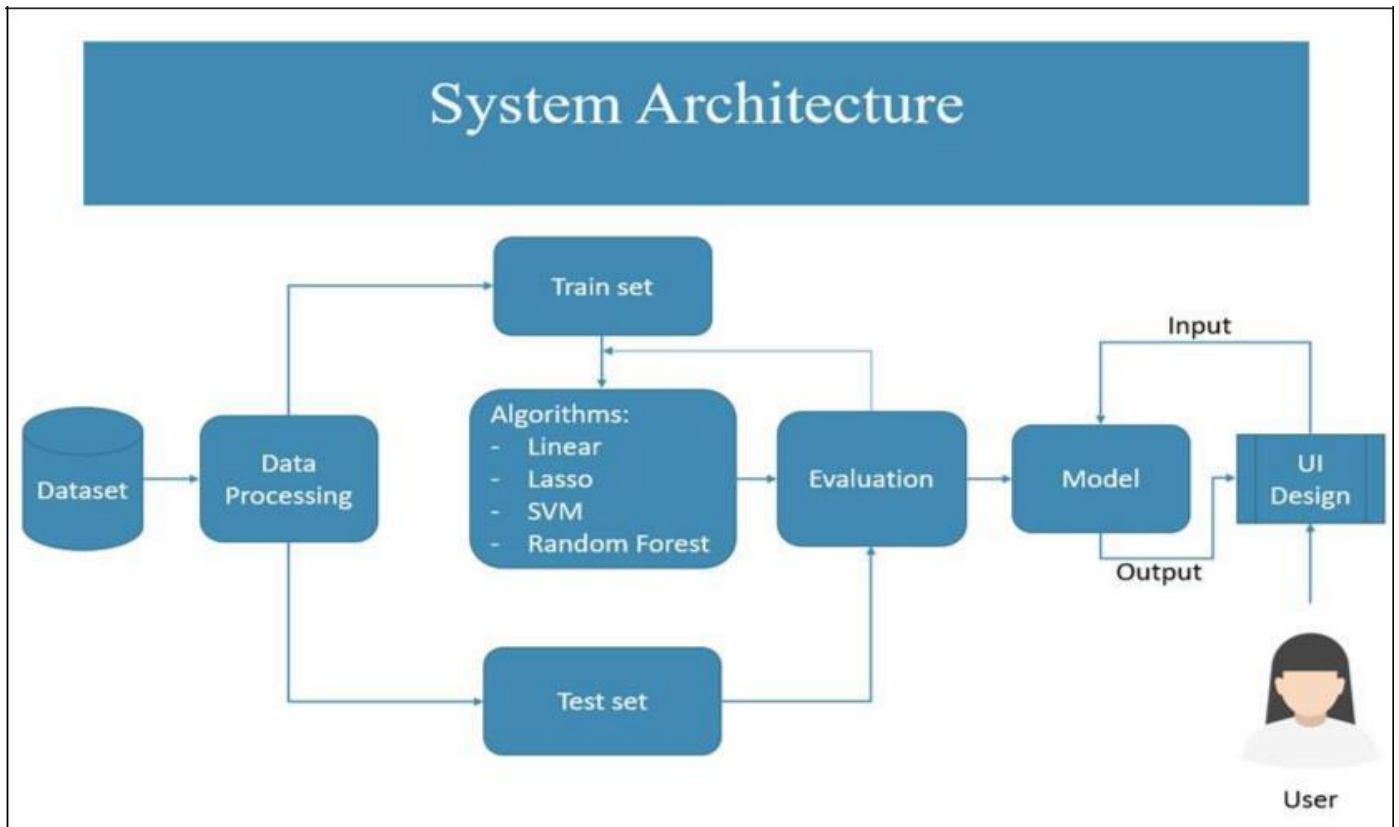 System Architecture
Train set
Input
Algorithms:
- Linear
- Lasso
- SVM
- Random Forest
Dataset
Data
Processing
Evaluation
Model
UI
Design
Output
Test set
User